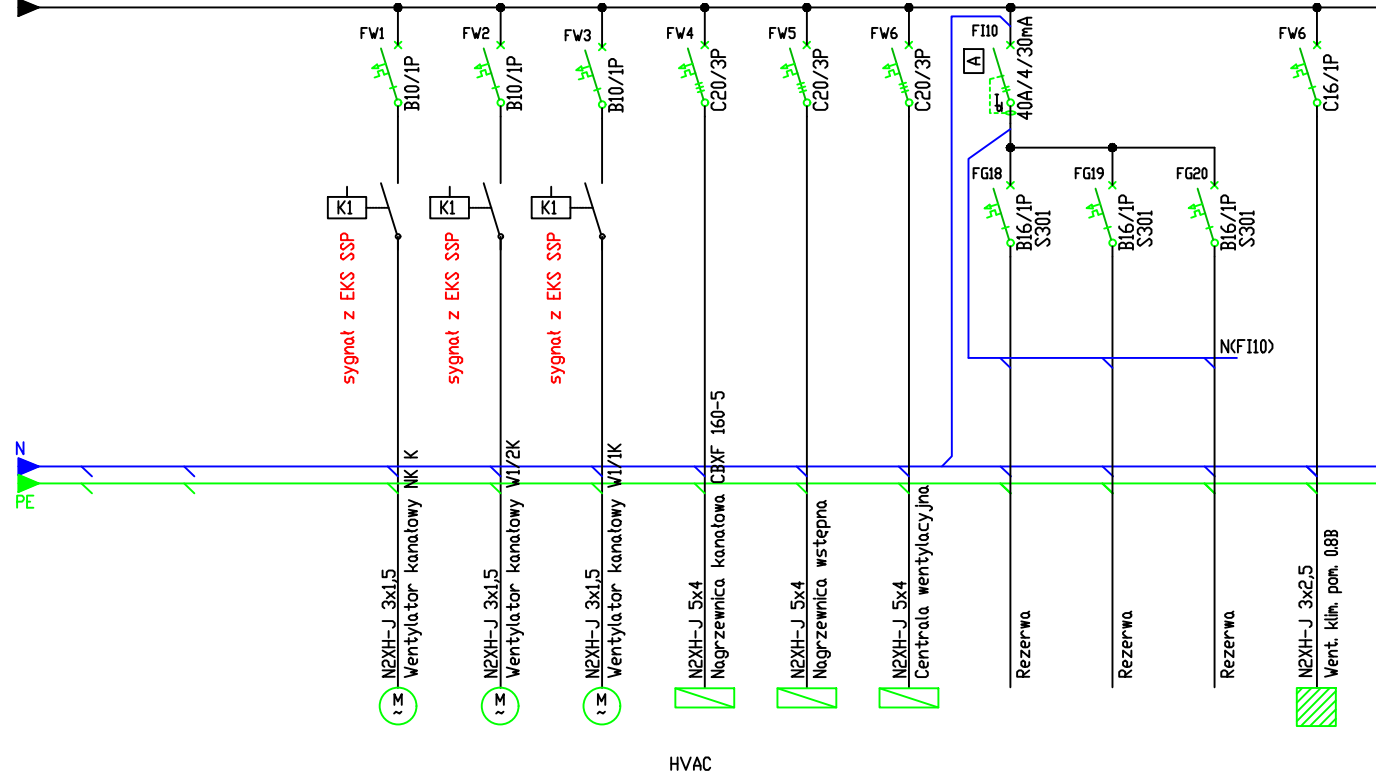 FW1
B10/1P
FW2
B10/1P
FW3
B10/1P
FW4
C20/3P
FW5
C20/3P
FW6
C20/3P
FI10
A
40A/4/30mA
FW6
C16/1P
FG18
B16/1P
S301
FG19
B16/1P
S301
FG20
B16/1P
S301
K1
K1
K1
sygnał z EKS SSP
sygnał z EKS SSP
sygnał z EKS SSP
N(FI10)
N
PE
N2XH-J 3x1,5
Wentylator kanałowy NK K
N2XH-J 3x1,5
Wentylator kanałowy W1/2K
N2XH-J 3x1,5
Wentylator kanałowy W1/1K
N2XH-J 5x4
Nagrzewnica kanałowa CBXF 160-5
N2XH-J 5x4
Nagrzewnica wstępna
N2XH-J 5x4
Centrala wentylacyjna
Rezerwa
Rezerwa
Rezerwa
N2XH-J 3x2,5
Went. klim. pom. 0.8B
M
~
M
~
M
~
HVAC